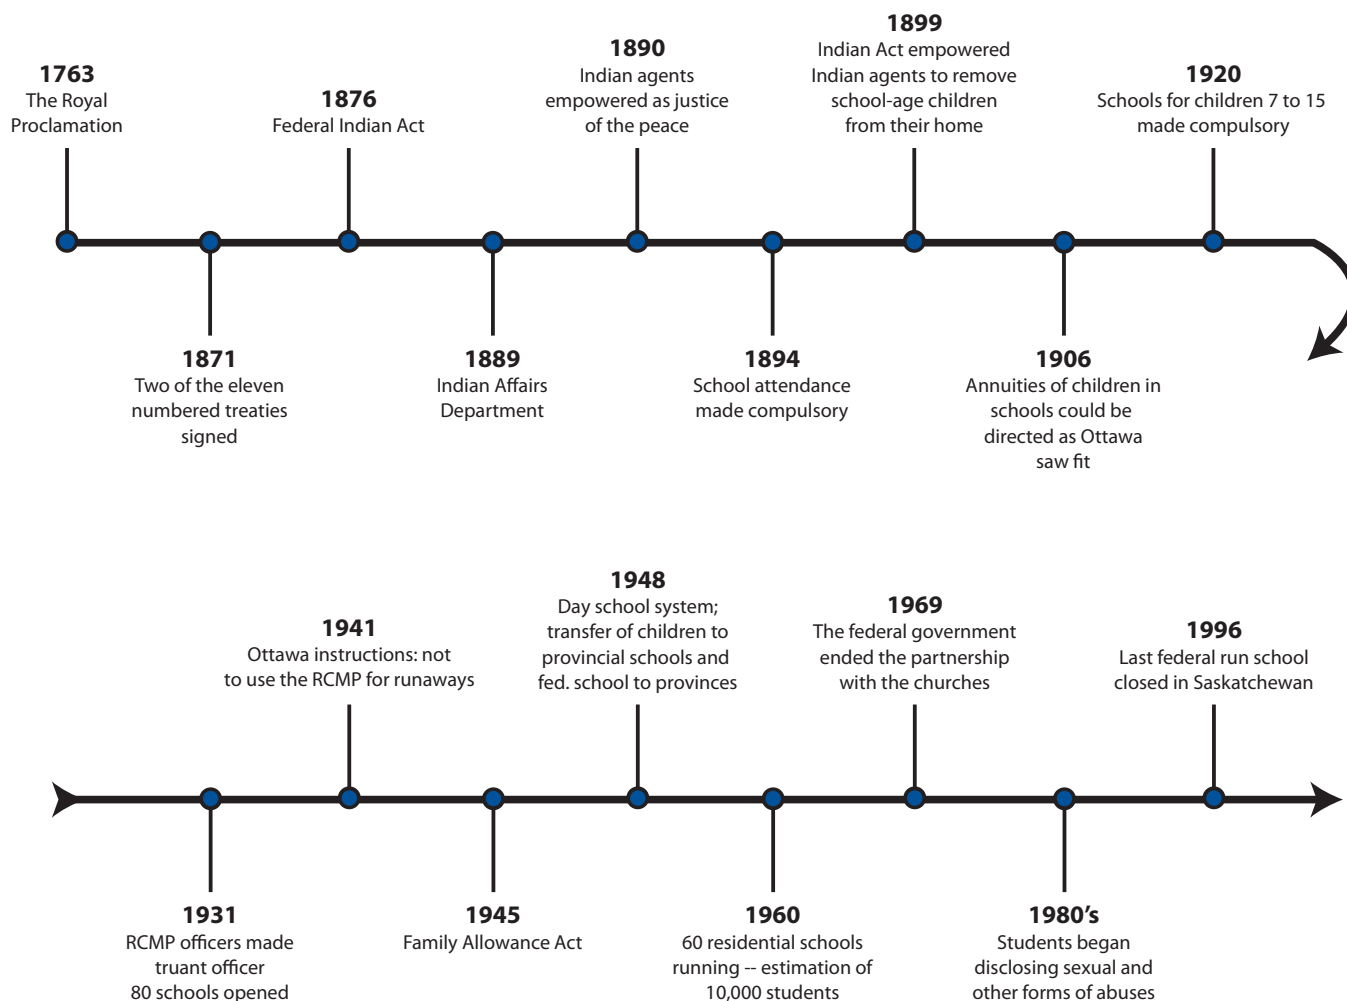 1763
The Royal
Proclamation
1871
Two of the eleven
numbered treaties
signed
1876
Federal Indian Act
1889
Indian Affairs
Department
1890
Indian agents
empowered as justice
of the peace
1894
School attendance
made compulsory
1899
Indian Act empowered
Indian agents to remove
school-age children
from their home
1906
Annuities of children in
schools could be
directed as Ottawa
saw fit
1920
Schools for children 7 to 15
made compulsory
1931
RCMP officers made
truant officer
80 schools opened
1941
Ottawa instructions: not
to use the RCMP for runaways
1945
Family Allowance Act
1948
Day school system;
transfer of children to
provincial schools and
fed. school to provinces
1960
60 residential schools
running -- estimation of
10,000 students
1969
The federal government
ended the partnership
with the churches
1980's
Students began
disclosing sexual and
other forms of abuses
1996
Last federal run school
closed in Saskatchewan